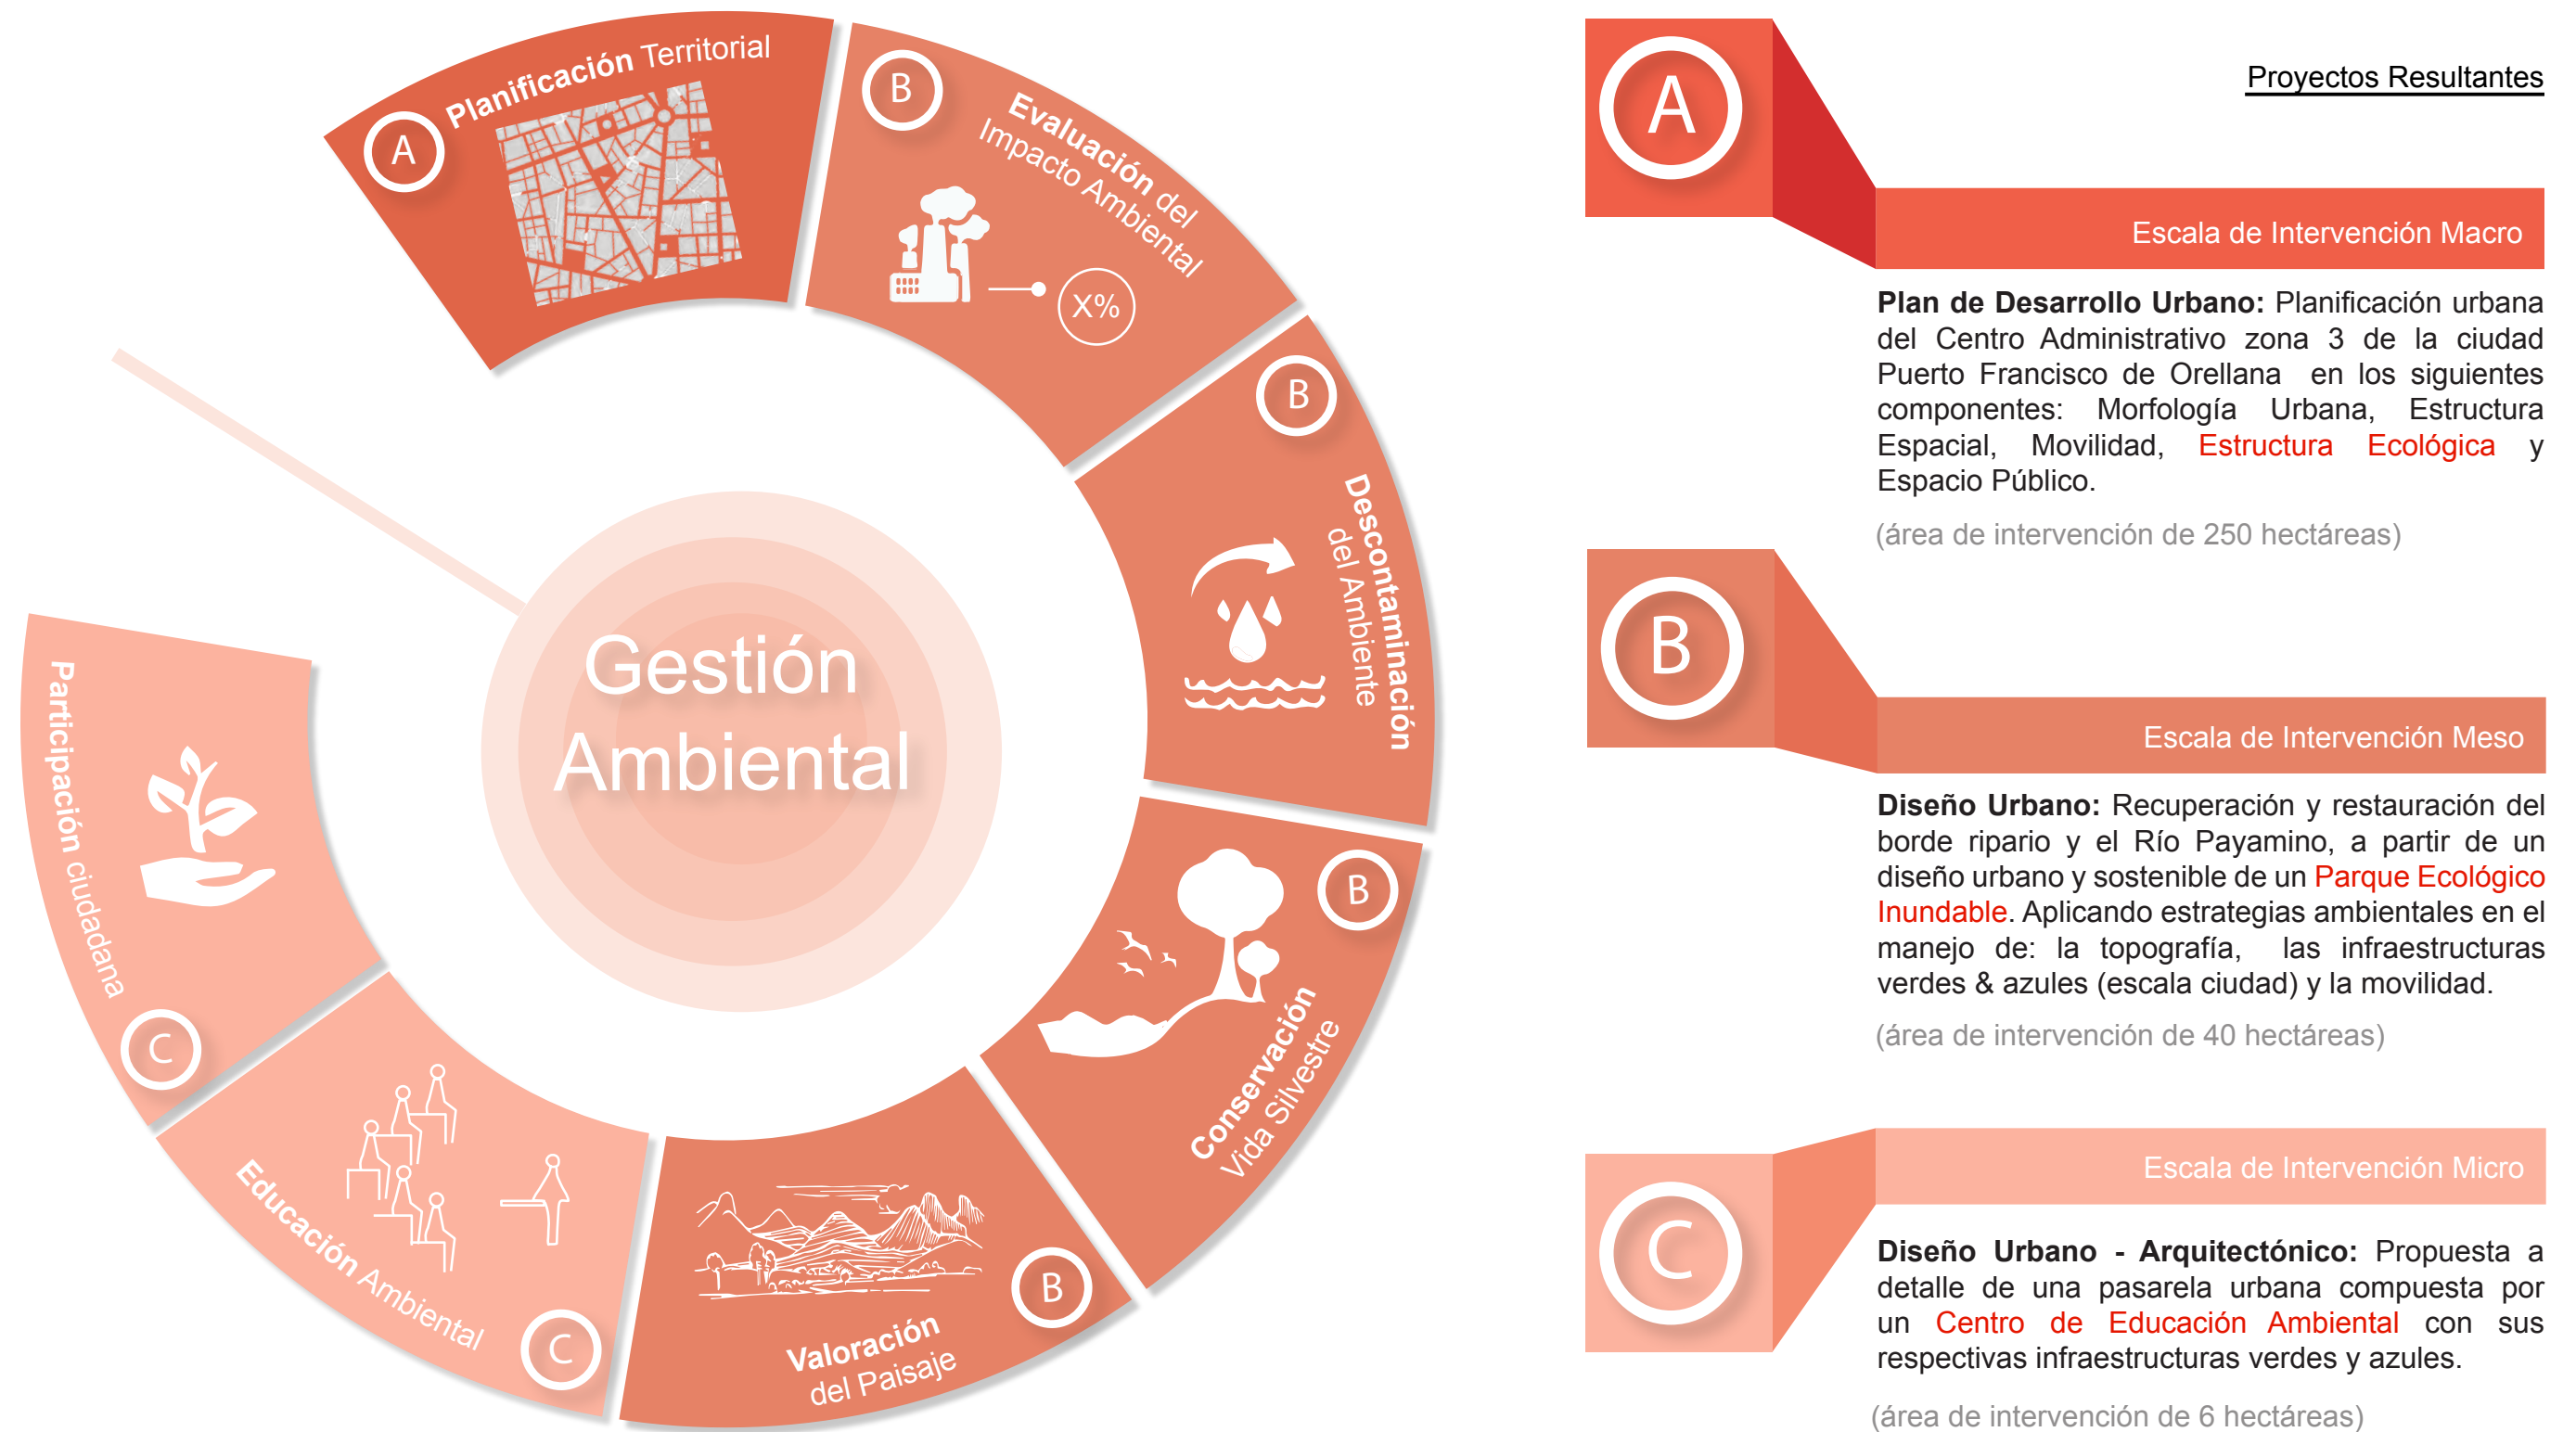 A
Planificación Territorial
B
Evaluación del
Impacto Ambiental
X%
B
Descontaminación
del Ambiente
B
Conservación
Vida Silvestre
B
Valoración
del Paisaje
C
Educación Ambiental
C
Participación ciudadana
Gestión
Ambiental
Proyectos Resultantes
A
Escala de Intervención Macro
Plan de Desarrollo Urbano: Planificación urbana
del Centro Administrativo zona 3 de la ciudad
Puerto Francisco de Orellana en los siguientes
componentes: Morfología Urbana, Estructura
Espacial, Movilidad, Estructura Ecológica y
Espacio Público.
(área de intervención de 250 hectáreas)
B
Escala de Intervención Meso
Diseño Urbano: Recuperación y restauración del
borde ripario y el Río Payamino, a partir de un
diseño urbano y sostenible de un Parque Ecológico
Inundable. Aplicando estrategias ambientales en el
manejo de: la topografía, las infraestructuras
verdes & azules (escala ciudad) y la movilidad.
(área de intervención de 40 hectáreas)
C
Escala de Intervención Micro
Diseño Urbano - Arquitectónico: Propuesta a
detalle de una pasarela urbana compuesta por
un Centro de Educación Ambiental con sus
respectivas infraestructuras verdes y azules.
(área de intervención de 6 hectáreas)